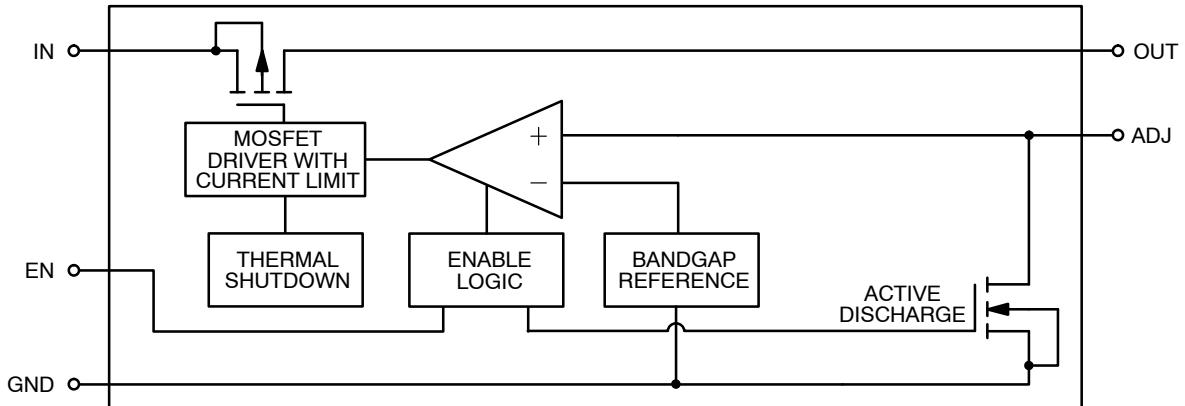 IN
OUT
MOSFET
DRIVER WITH
CURRENT LIMIT
+
−
ADJ
THERMAL
SHUTDOWN
ENABLE
LOGIC
BANDGAP
REFERENCE
EN
ACTIVE
DISCHARGE
GND